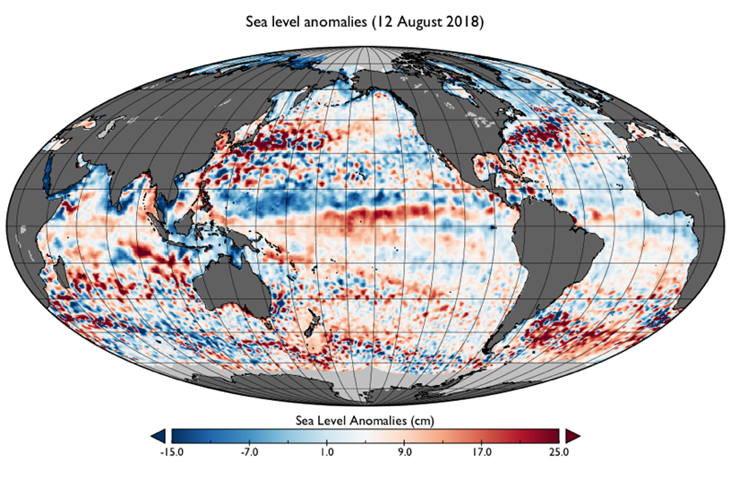 Sea level anomalies (12 August 2018)
Sea Level Anomalies (cm)
-15.0 -7.0 1.0 9.0 17.0 25.0